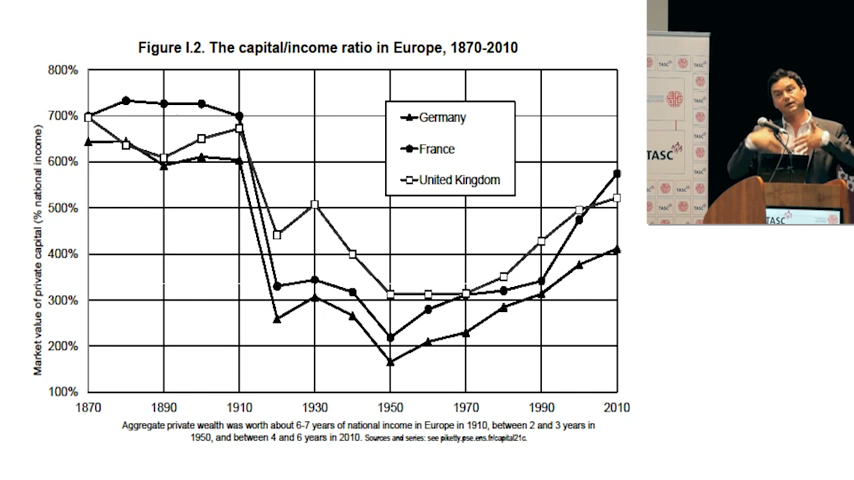 Figure I.2. The capital/income ratio in Europe, 1870-2010
Market value of private capital (% national income)
800%
700%
600%
500%
400%
300%
200%
100%
Germany
France
United Kingdom
1870
1890
1910
1930
1950
1970
1990
2010
Aggregate private wealth was worth about 6-7 years of national income in Europe in 1910, between 2 and 3 years in
1950, and between 4 and 6 years in 2010. Sources and series: see piketty.pse.ens.fr/capital21c.
TASC
TASC